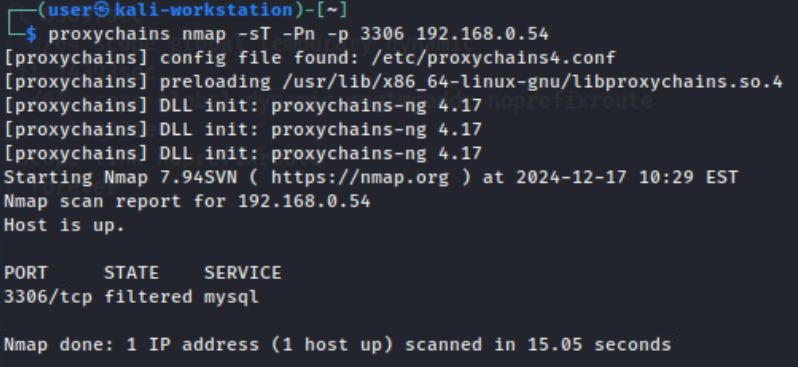 (user㉿kali-workstation)-[~]
$ proxychains nmap -sT -Pn -p 3306 192.168.0.54
[proxychains] config file found: /etc/proxychains4.conf
[proxychains] preloading /usr/lib/x86_64-linux-gnu/libproxychains.so.4
[proxychains] DLL init: proxychains-ng 4.17
[proxychains] DLL init: proxychains-ng 4.17
[proxychains] DLL init: proxychains-ng 4.17
Starting Nmap 7.94SVN ( https://nmap.org ) at 2024-12-17 10:29 EST
Nmap scan report for 192.168.0.54
Host is up.
PORT     STATE    SERVICE
3306/tcp filtered mysql
Nmap done: 1 IP address (1 host up) scanned in 15.05 seconds